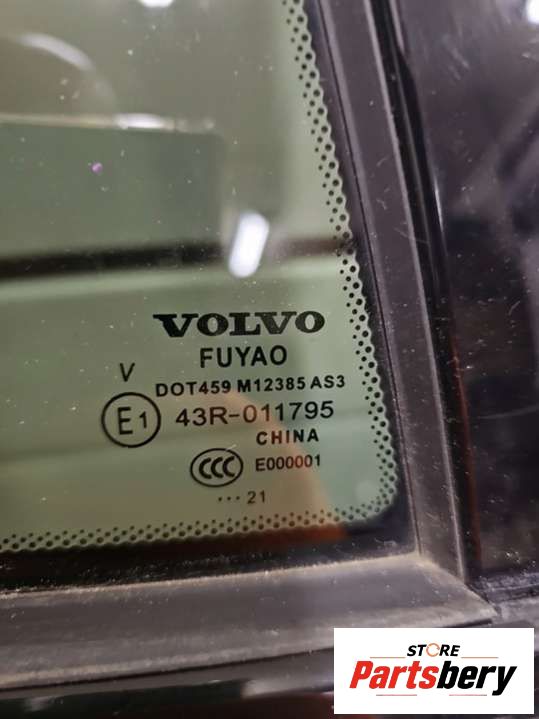 VOLVO
FUYAO
V
DOT459 M12385 AS3
E1 43R-011795
CHINA
CCC E000001
··· 21
STORE
Partsbery